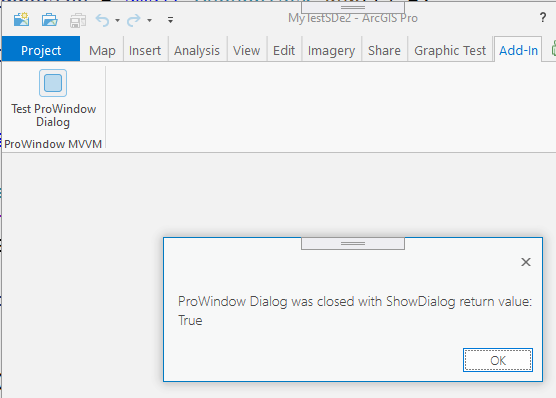 MyTestSDe2 - ArcGIS Pro
?
Project Map Insert Analysis View Edit Imagery Share Graphic Test Add-In
Test ProWindow
Dialog
ProWindow MVVM
ProWindow Dialog was closed with ShowDialog return value:
True
OK